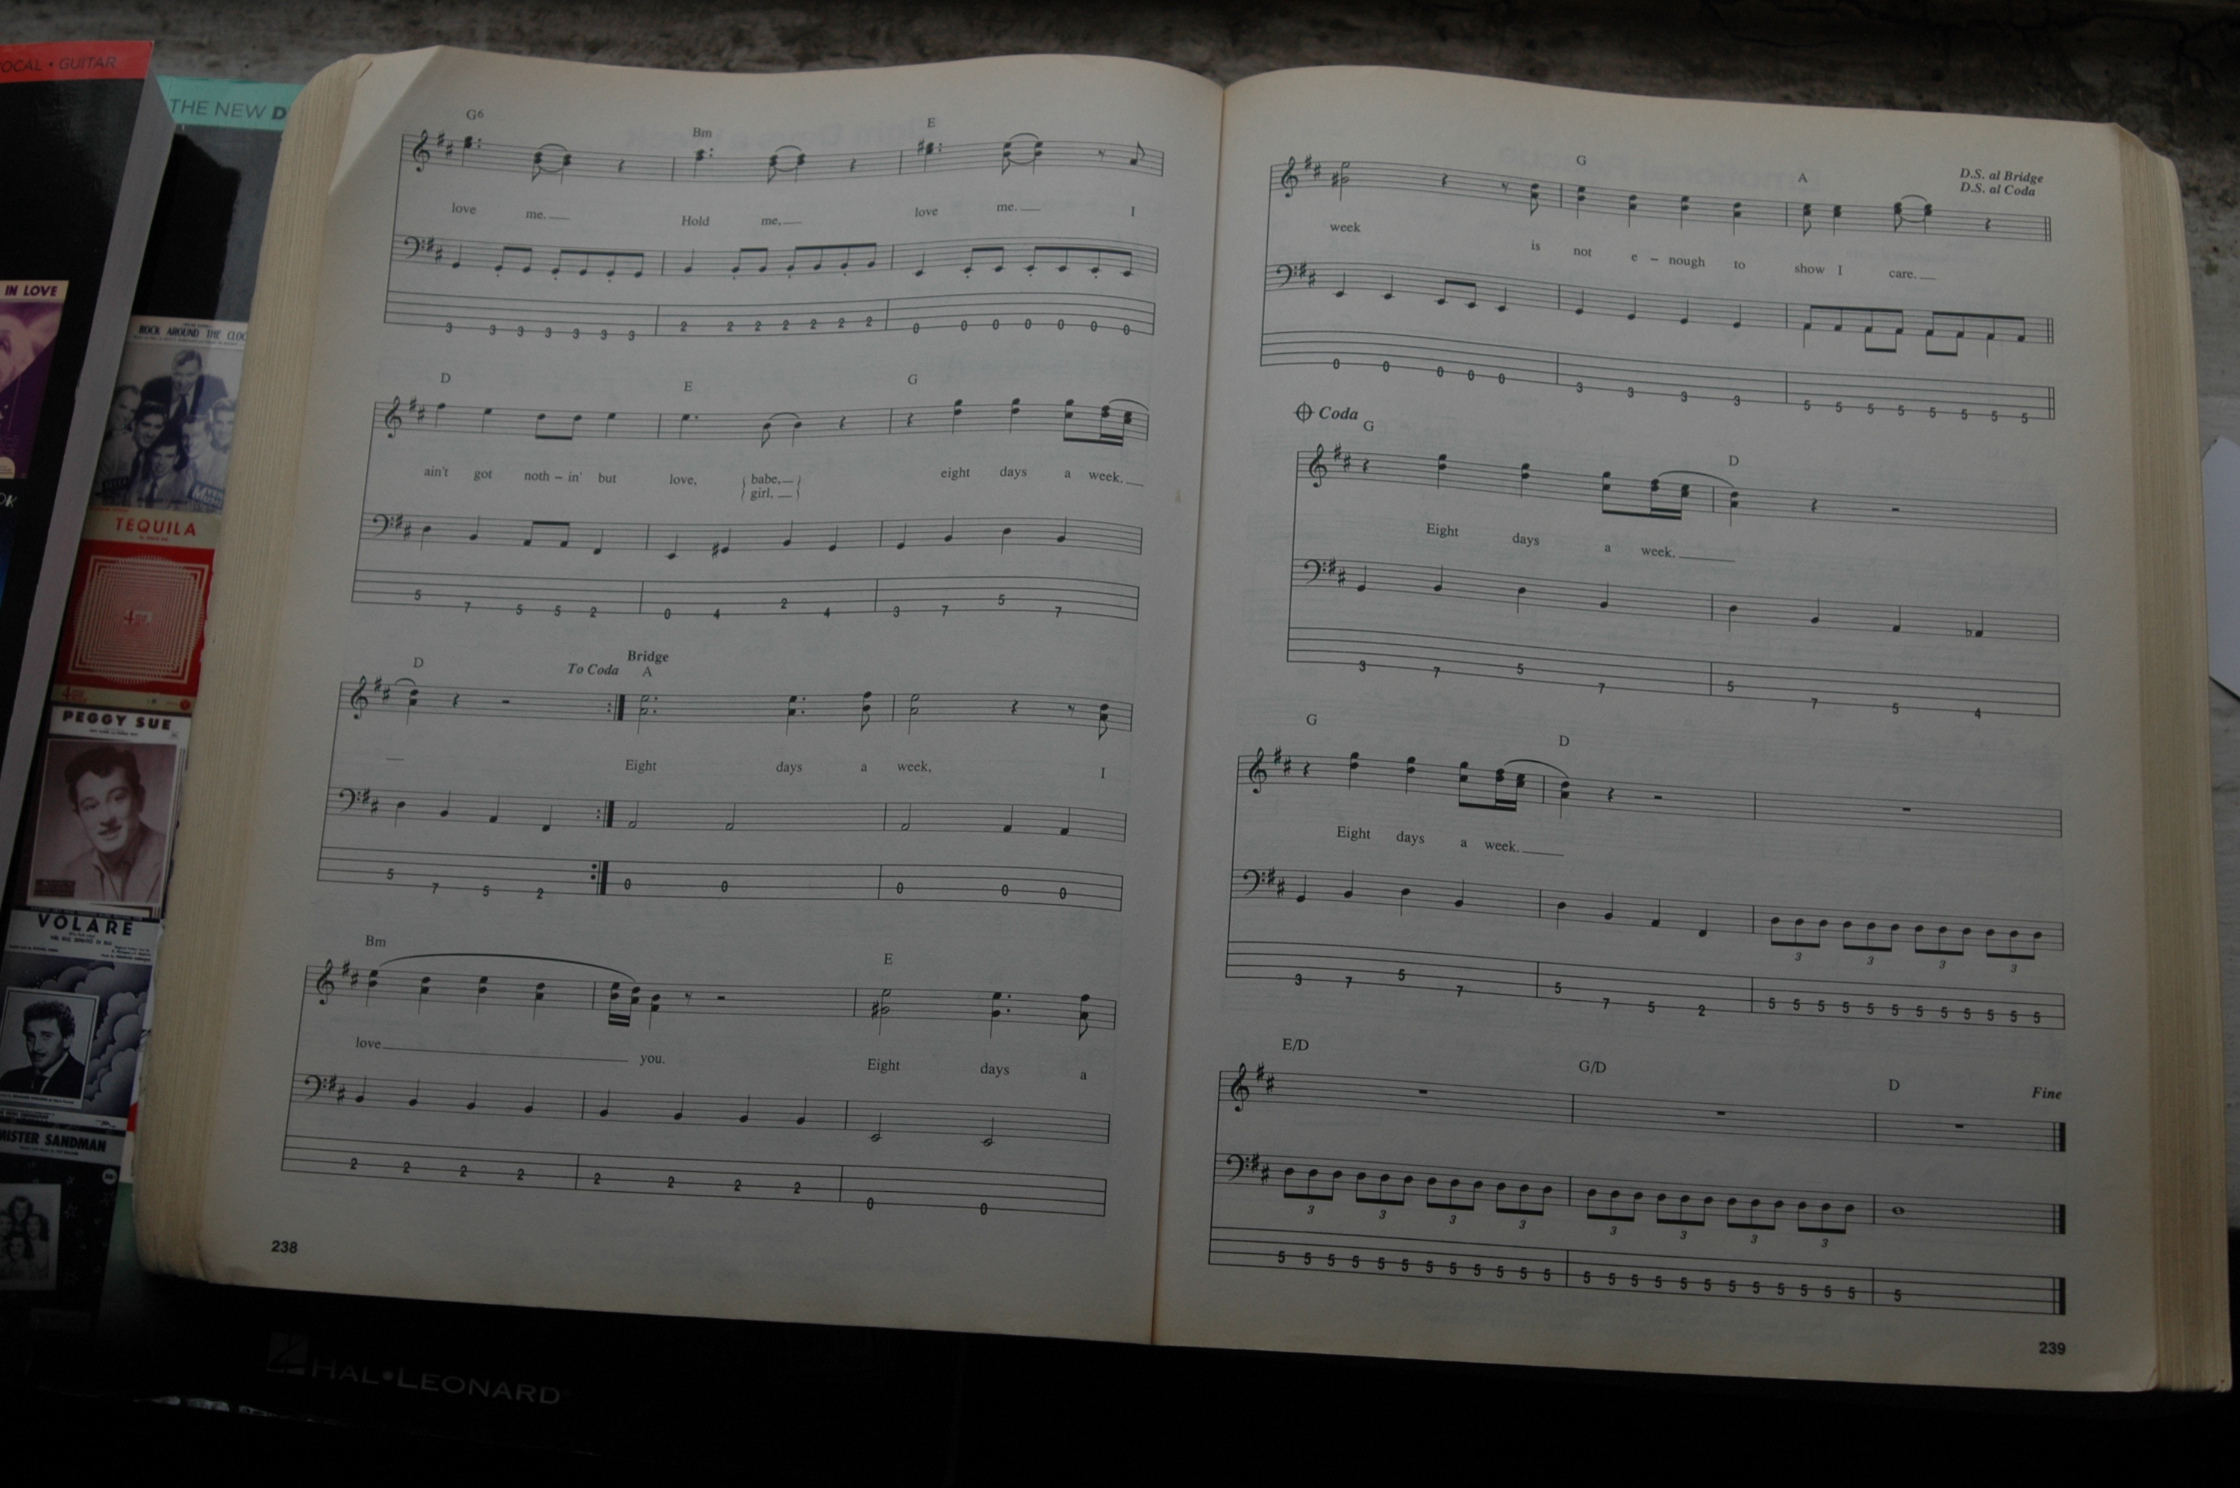 VOCAL • GUITAR
THE NEW D
IN LOVE
ROCK AROUND THE CLOC
TEQUILA
PEGGY SUE
VOLARE
MISTER SANDMAN
HAL•LEONARD
G6 Bm E
love me. Hold me, love me. I
3 3 3 3 3 3 3 2 2 2 2 2 2 2 0 0 0 0 0 0 0
D E G
ain't got noth – in' but love, { babe, } eight days a week.
{ girl, }
5 7 5 5 2 0 4 2 4 3 7 5 7
Bridge
D To Coda A
Eight days a week, I
5 7 5 2 0 0 0 0 0
Bm E
love you. Eight days a
2 2 2 2 2 2 2 2 0 0
238
G A D.S. al Bridge
D.S. al Coda
week is not e – nough to show I care.
0 0 0 0 0 3 3 3 3 5 5 5 5 5 5 5 5
Coda
G D
Eight days a week.
3 7 5 7 5 7 5 4
G D
Eight days a week.
3 3 3 3
3 7 5 7 5 7 5 2 5 5 5 5 5 5 5 5 5 5 5 5
E/D G/D D Fine
3 3 3 3 3 3 3 3
5 5 5 5 5 5 5 5 5 5 5 5 5 5 5 5 5 5 5 5 5 5 5 5 5
239